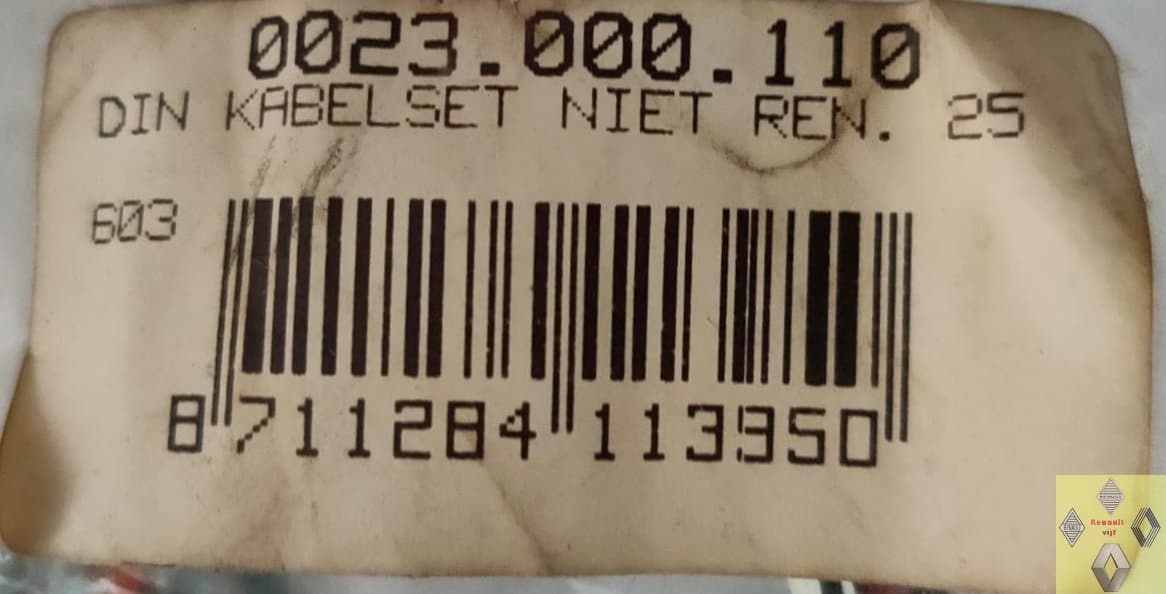 0023.000.110
DIN KABELSET NIET REN. 25
603
8 711284 113950
Renault
vijf